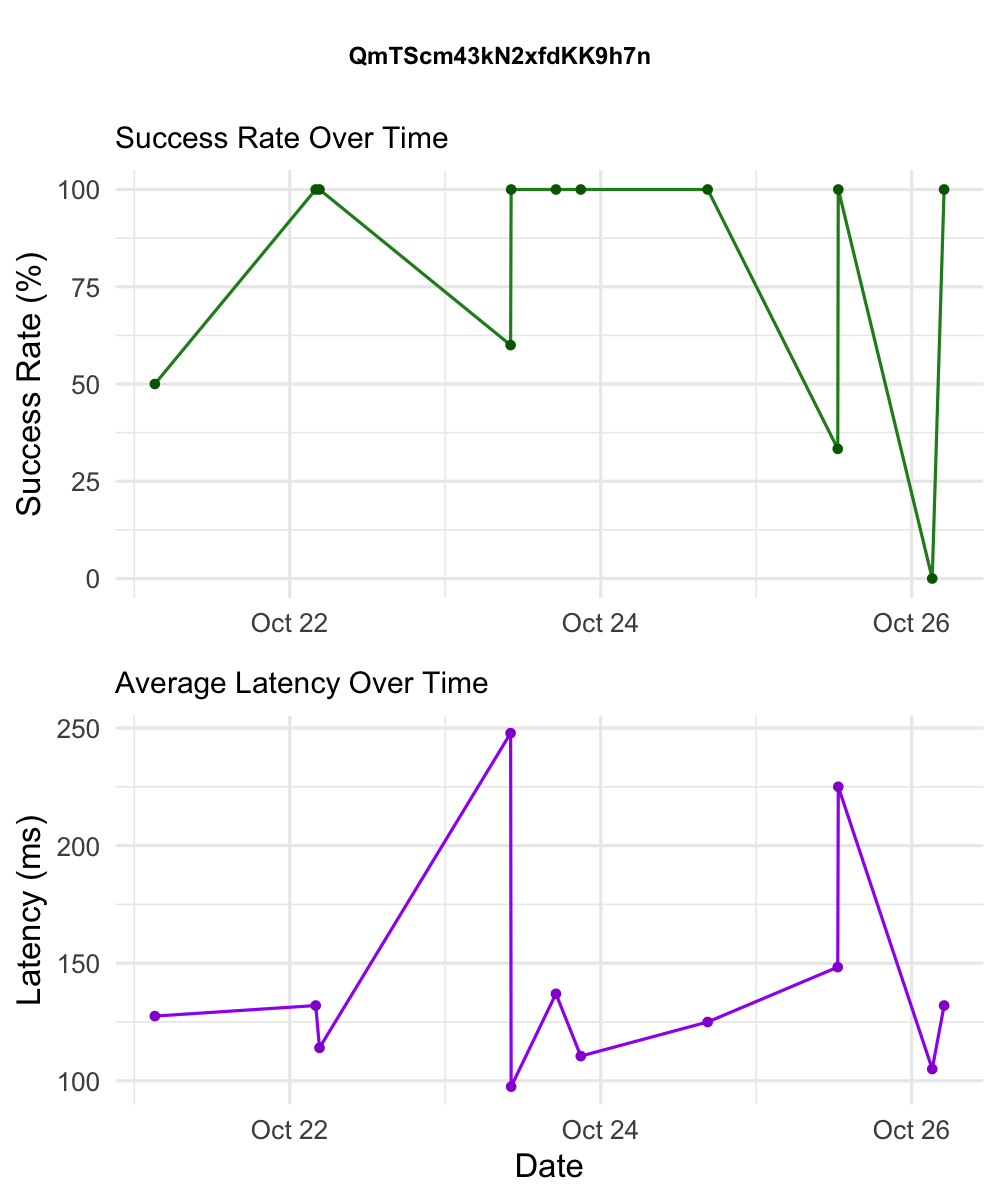 QmTScm43kN2xfdKK9h7n
Success Rate Over Time
Success Rate (%)
100
75
50
25
0
Oct 22 Oct 24 Oct 26
Average Latency Over Time
Latency (ms)
250
200
150
100
Oct 22 Oct 24 Oct 26
Date